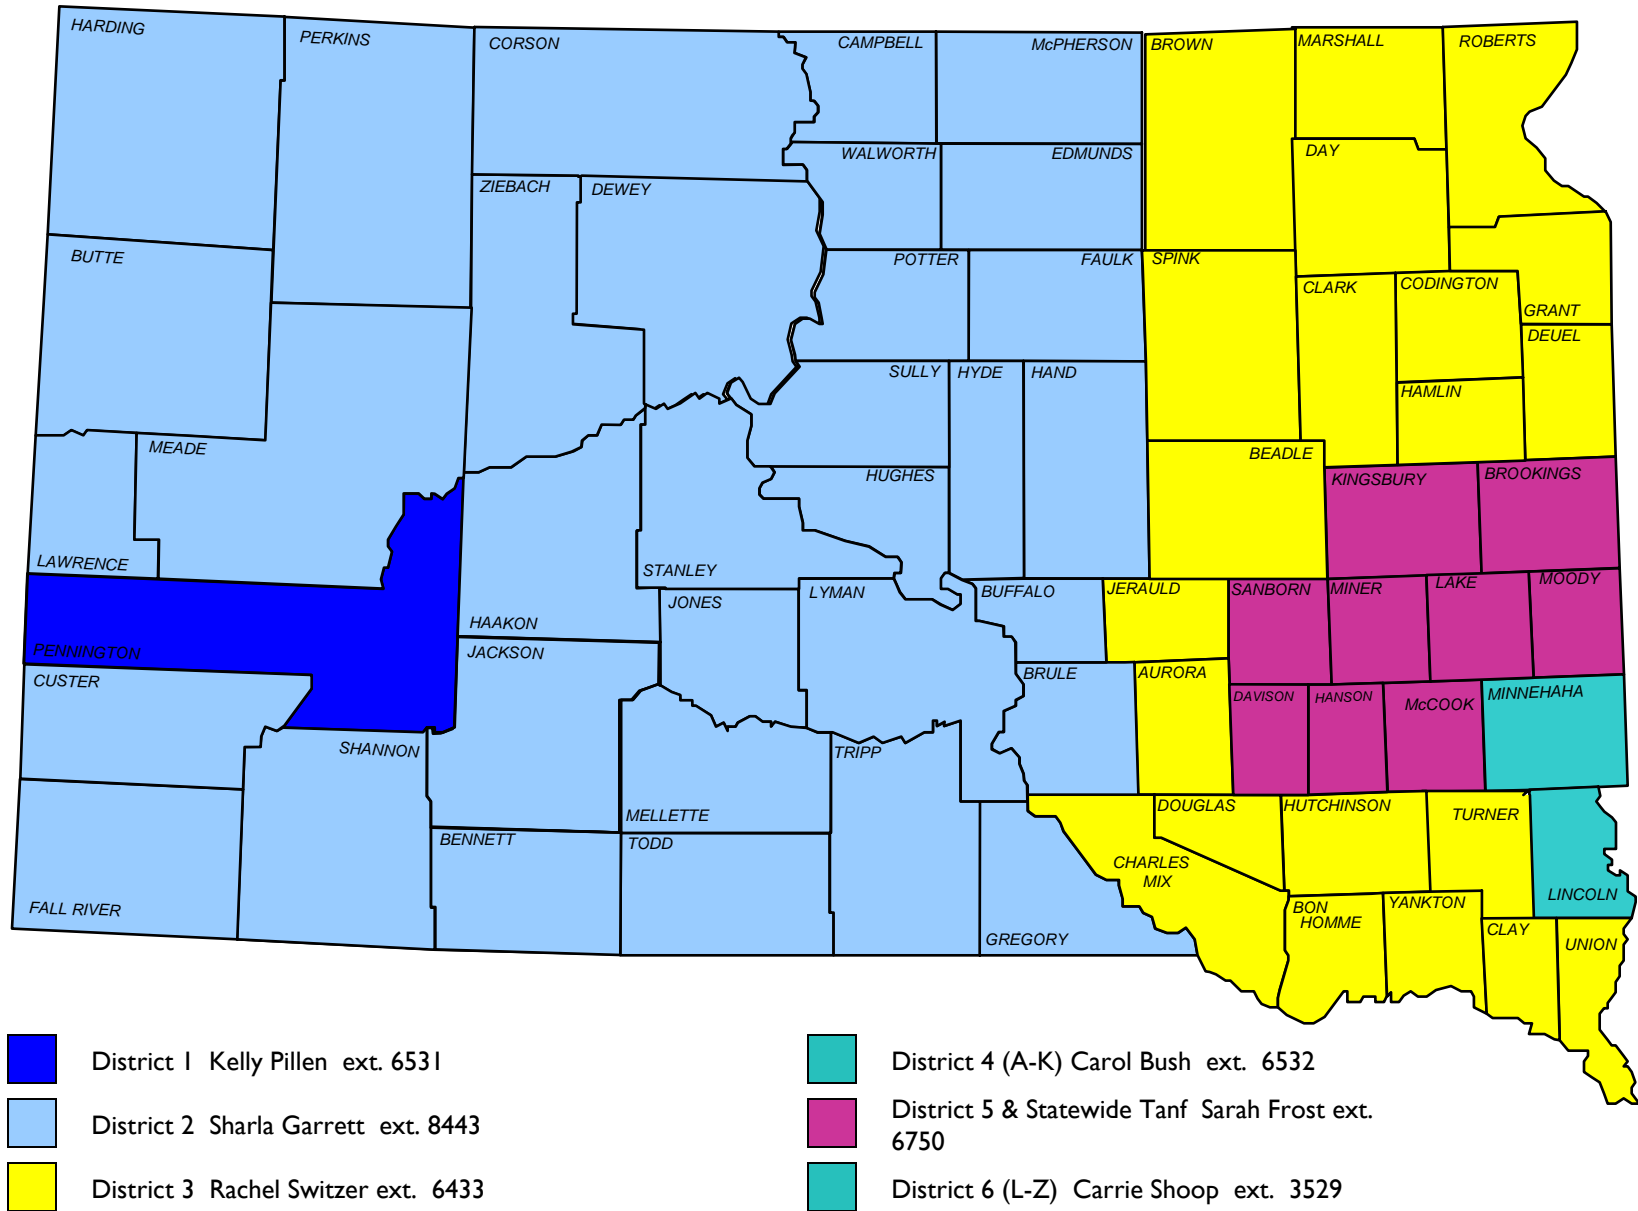 HARDING
PERKINS
CORSON
CAMPBELL
McPHERSON
BROWN
MARSHALL
ROBERTS
WALWORTH
EDMUNDS
DAY
ZIEBACH
DEWEY
BUTTE
POTTER
FAULK
SPINK
CLARK
CODINGTON
GRANT
DEUEL
SULLY
HYDE
HAND
HAMLIN
MEADE
BEADLE
HUGHES
KINGSBURY
BROOKINGS
LAWRENCE
STANLEY
LYMAN
BUFFALO
JERAULD
SANBORN
MINER
LAKE
MOODY
JONES
HAAKON
PENNINGTON
JACKSON
CUSTER
BRULE
AURORA
DAVISON
HANSON
McCOOK
MINNEHAHA
SHANNON
TRIPP
MELLETTE
DOUGLAS
HUTCHINSON
TURNER
BENNETT
TODD
CHARLES
MIX
LINCOLN
FALL RIVER
GREGORY
BON
HOMME
YANKTON
CLAY
UNION
District 1 Kelly Pillen ext. 6531
District 2 Sharla Garrett ext. 8443
District 3 Rachel Switzer ext. 6433
District 4 (A-K) Carol Bush ext. 6532
District 5 & Statewide Tanf Sarah Frost ext.
6750
District 6 (L-Z) Carrie Shoop ext. 3529